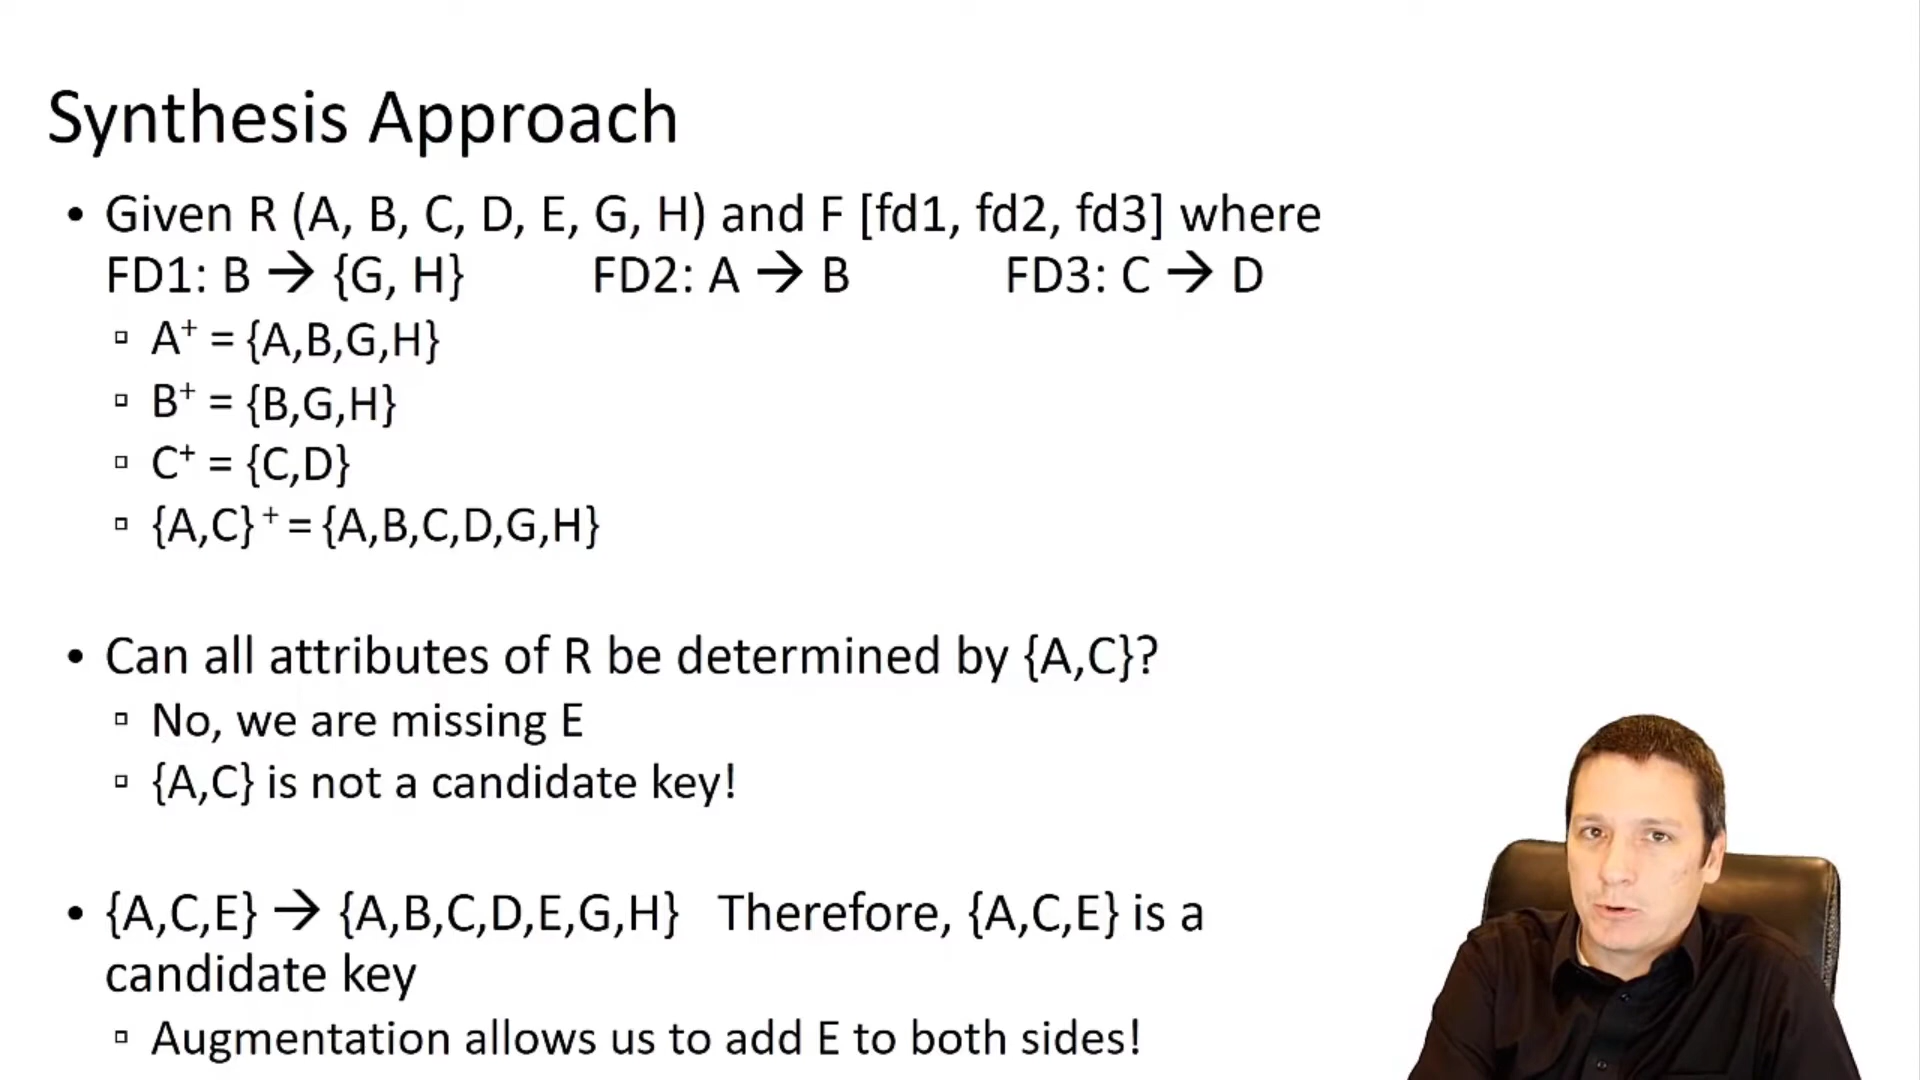 Synthesis Approach
• Given R (A, B, C, D, E, G, H) and F [fd1, fd2, fd3] where
FD1: B → {G, H} FD2: A → B FD3: C → D
▫ A⁺ = {A,B,G,H}
▫ B⁺ = {B,G,H}
▫ C⁺ = {C,D}
▫ {A,C}⁺ = {A,B,C,D,G,H}
• Can all attributes of R be determined by {A,C}?
▫ No, we are missing E
▫ {A,C} is not a candidate key!
• {A,C,E} → {A,B,C,D,E,G,H} Therefore, {A,C,E} is a
candidate key
▫ Augmentation allows us to add E to both sides!